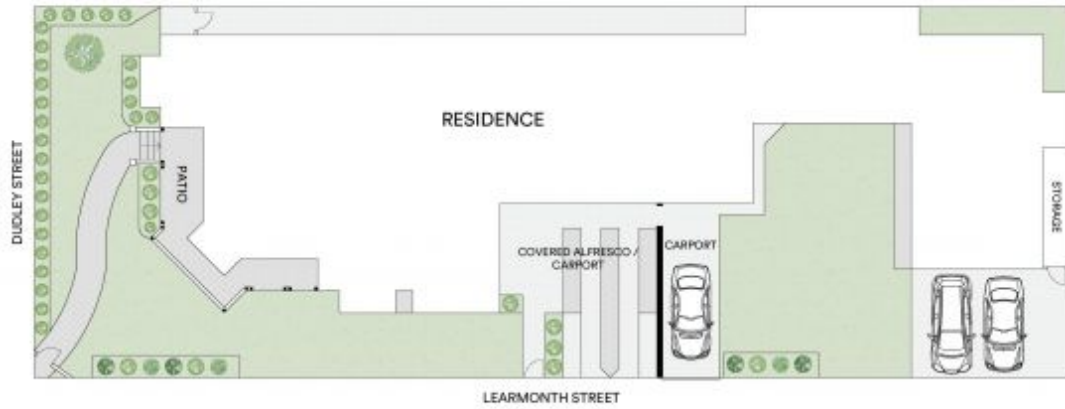 RESIDENCE
DUDLEY STREET
PATIO
STORAGE
COVERED ALFRESCO /
CARPORT
CARPORT
LEARMONTH STREET